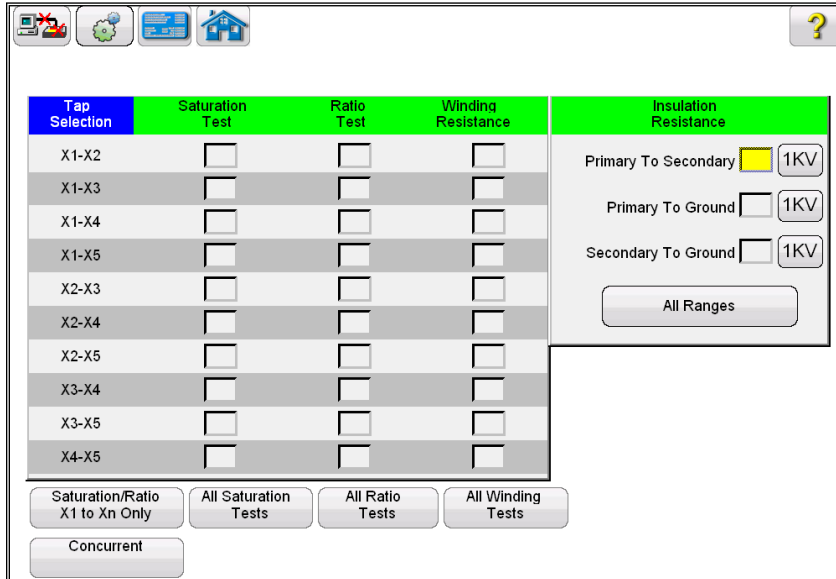 ?
Tap Selection
Saturation Test
Ratio Test
Winding Resistance
Insulation Resistance
X1-X2
X1-X3
X1-X4
X1-X5
X2-X3
X2-X4
X2-X5
X3-X4
X3-X5
X4-X5
Primary To Secondary 1KV
Primary To Ground 1KV
Secondary To Ground 1KV
All Ranges
Saturation/Ratio
X1 to Xn Only
All Saturation
Tests
All Ratio
Tests
All Winding
Tests
Concurrent